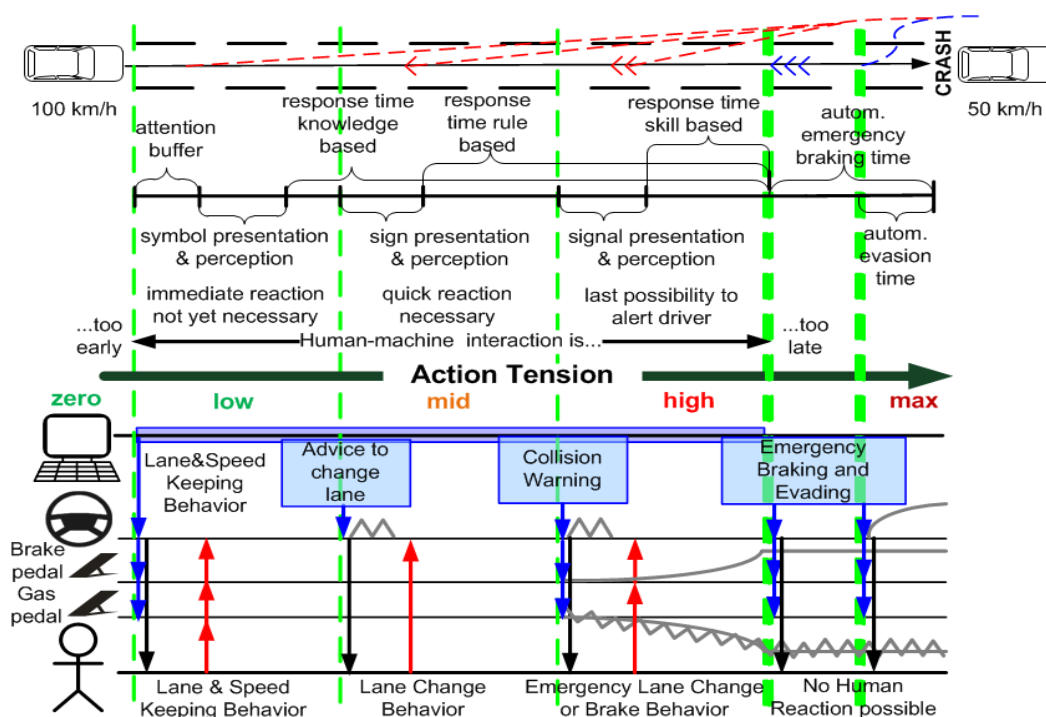 100 km/h
CRASH
50 km/h
attention
buffer
response time
knowledge
based
response
time rule
based
response time
skill based
autom.
emergency
braking time
symbol presentation
& perception
sign presentation
& perception
signal presentation
& perception
autom.
evasion
time
immediate reaction
not yet necessary
quick reaction
necessary
last possibility to
alert driver
...too
early
Human-machine interaction is...
...too
late
Action Tension
zero
low
mid
high
max
Lane&Speed
Keeping
Behavior
Advice to
change
lane
Collision
Warning
Emergency
Braking and
Evading
Brake
pedal
Gas
pedal
Lane & Speed
Keeping Behavior
Lane Change
Behavior
Emergency Lane Change
or Brake Behavior
No Human
Reaction possible